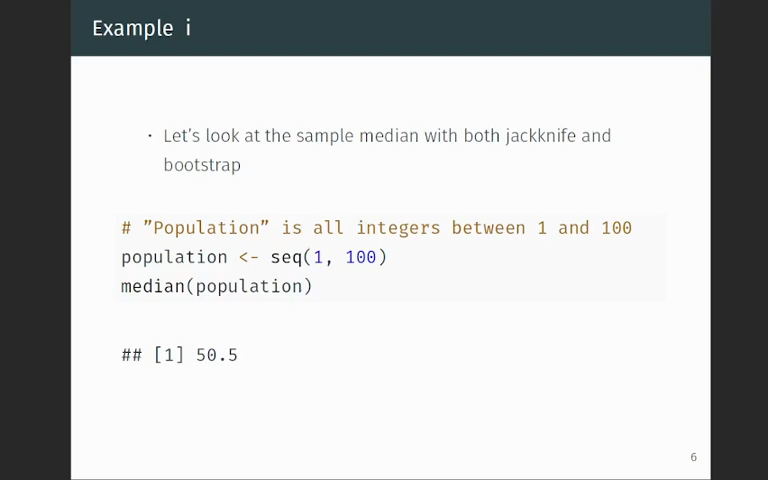 Example i
• Let's look at the sample median with both jackknife and
bootstrap
# ”Population” is all integers between 1 and 100
population <- seq(1, 100)
median(population)
## [1] 50.5
6